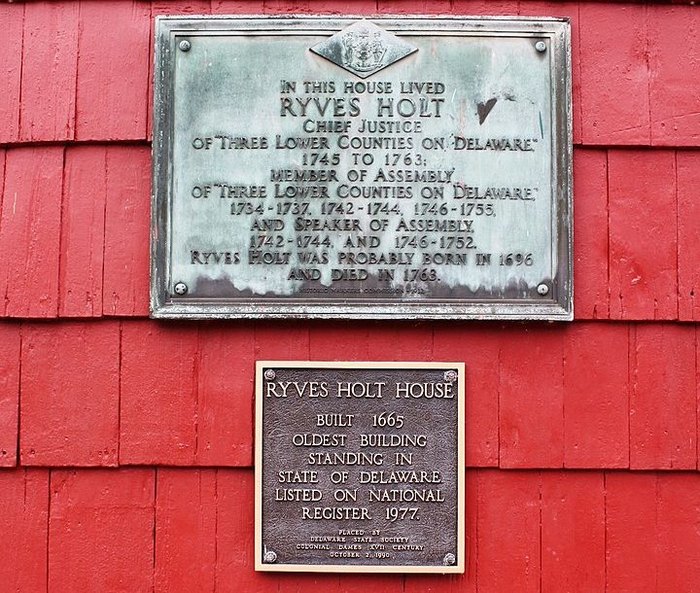 IN THIS HOUSE LIVED
RYVES HOLT
CHIEF JUSTICE
OF "THREE LOWER COUNTIES ON DELAWARE"
1745 TO 1763;
MEMBER OF ASSEMBLY
OF "THREE LOWER COUNTIES ON DELAWARE,"
1734-1737, 1742-1744, 1746-1755,
AND SPEAKER OF ASSEMBLY,
1742-1744, AND 1746-1752.
RYVES HOLT WAS PROBABLY BORN IN 1696
AND DIED IN 1763.
RYVES HOLT HOUSE
BUILT 1665
OLDEST BUILDING
STANDING IN
STATE OF DELAWARE
LISTED ON NATIONAL
REGISTER 1977.
PLACED BY
DELAWARE STATE SOCIETY
COLONIAL DAMES XVII CENTURY
OCTOBER 2, 1990